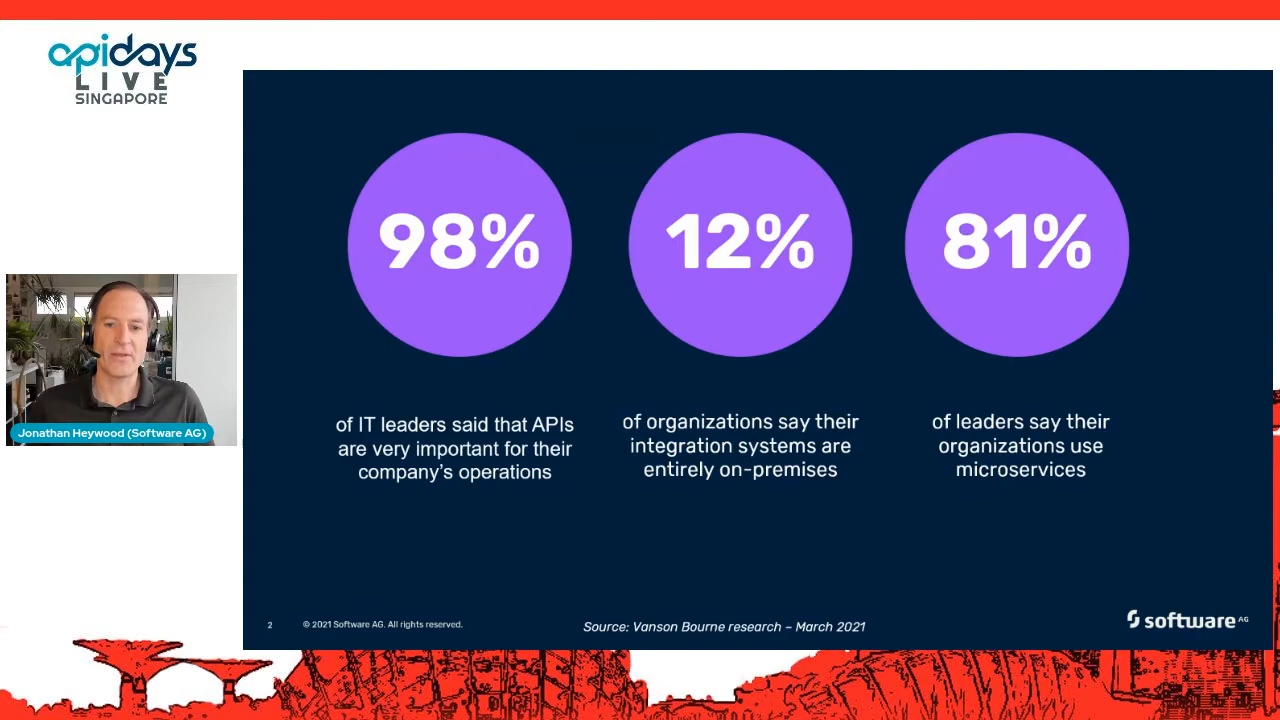 apidays
LIVE
SINGAPORE
98%
12%
81%
of IT leaders said that APIs
are very important for their
company's operations
of organizations say their
integration systems are
entirely on-premises
of leaders say their
organizations use
microservices
Jonathan Heywood (Software AG)
2
© 2021 Software AG. All rights reserved.
Source: Vanson Bourne research – March 2021
software AG